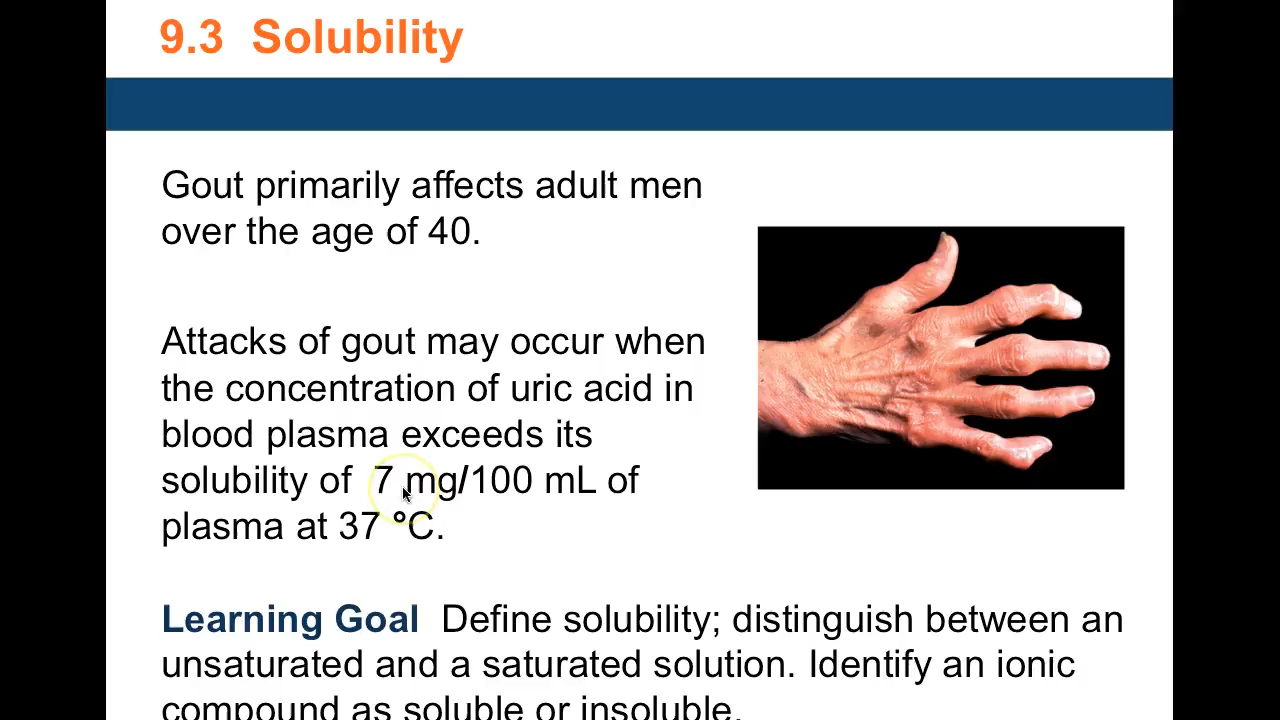 9.3 Solubility
Gout primarily affects adult men
over the age of 40.
Attacks of gout may occur when
the concentration of uric acid in
blood plasma exceeds its
solubility of 7 mg/100 mL of
plasma at 37 °C.
Learning Goal Define solubility; distinguish between an
unsaturated and a saturated solution. Identify an ionic
compound as soluble or insoluble.